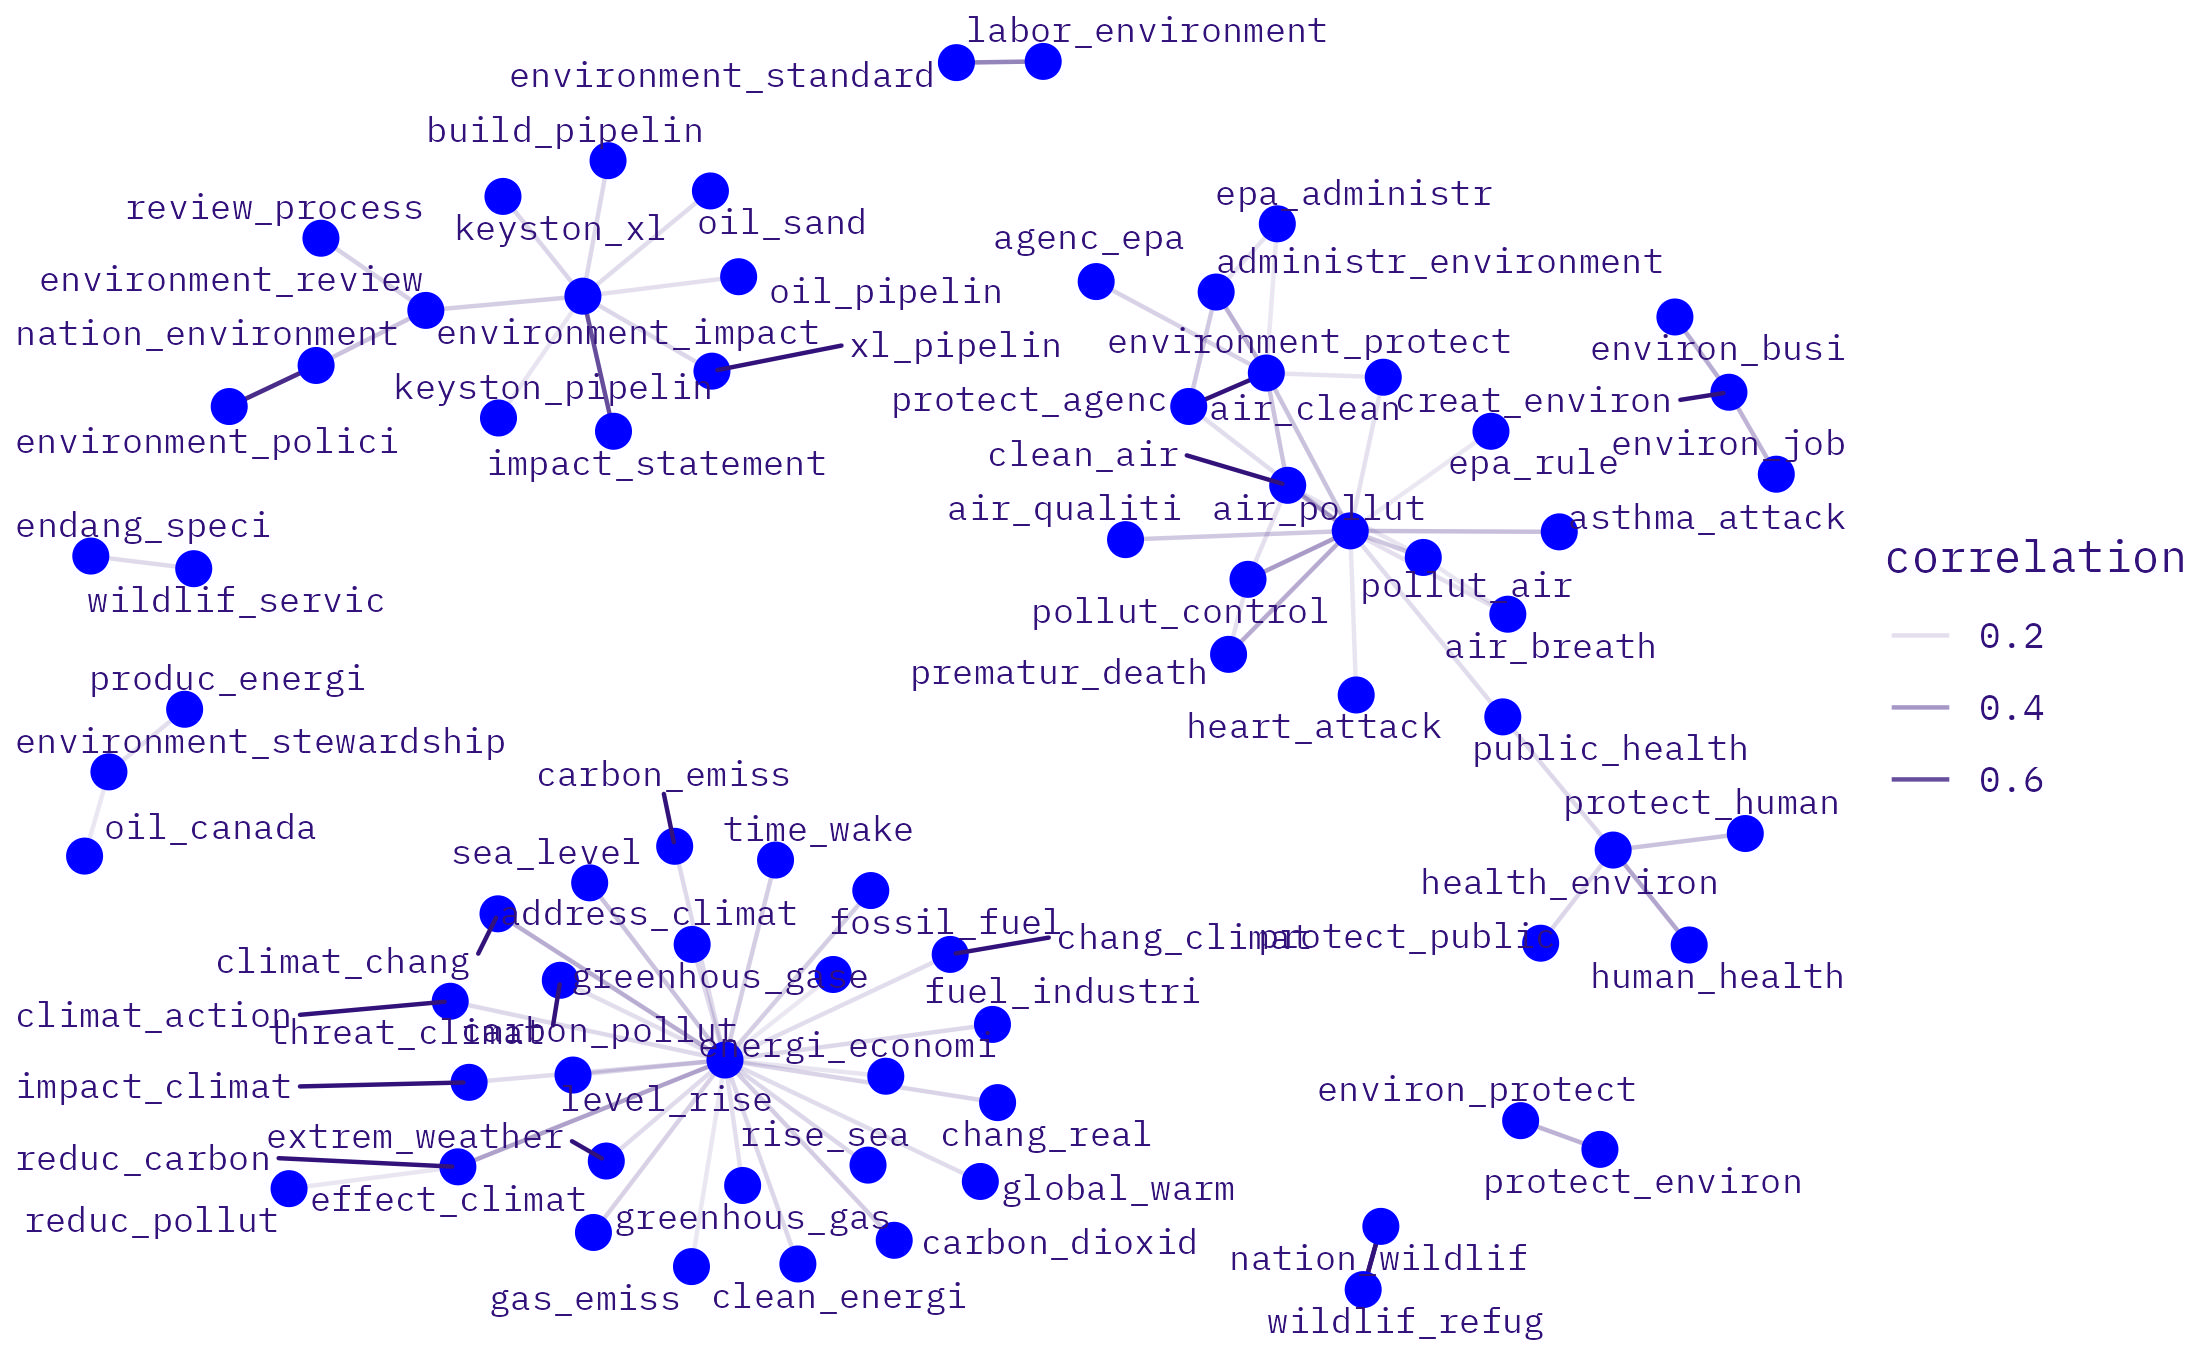 labor_environment
environment_standard
build_pipelin
review_process
keyston_xl
oil_sand
environment_review
oil_pipelin
nation_environment
environment_impact
xl_pipelin
keyston_pipelin
environment_polici
impact_statement
epa_administr
agenc_epa
administr_environment
environment_protect
environ_busi
protect_agenc
air_clean
creat_environ
clean_air
epa_rule
environ_job
air_qualiti
air_pollut
asthma_attack
pollut_air
pollut_control
air_breath
prematur_death
heart_attack
public_health
protect_human
health_environ
protect_public
human_health
endang_speci
wildlif_servic
produc_energi
environment_stewardship
oil_canada
carbon_emiss
time_wake
sea_level
address_climat
fossil_fuel
chang_climat
climat_chang
greenhous_gase
fuel_industri
climat_action
threat_climat
carbon_pollut
energi_economi
impact_climat
level_rise
extrem_weather
rise_sea
chang_real
reduc_carbon
effect_climat
global_warm
reduc_pollut
greenhous_gas
carbon_dioxid
gas_emiss
clean_energi
environ_protect
protect_environ
nation_wildlif
wildlif_refug
correlation
0.2
0.4
0.6